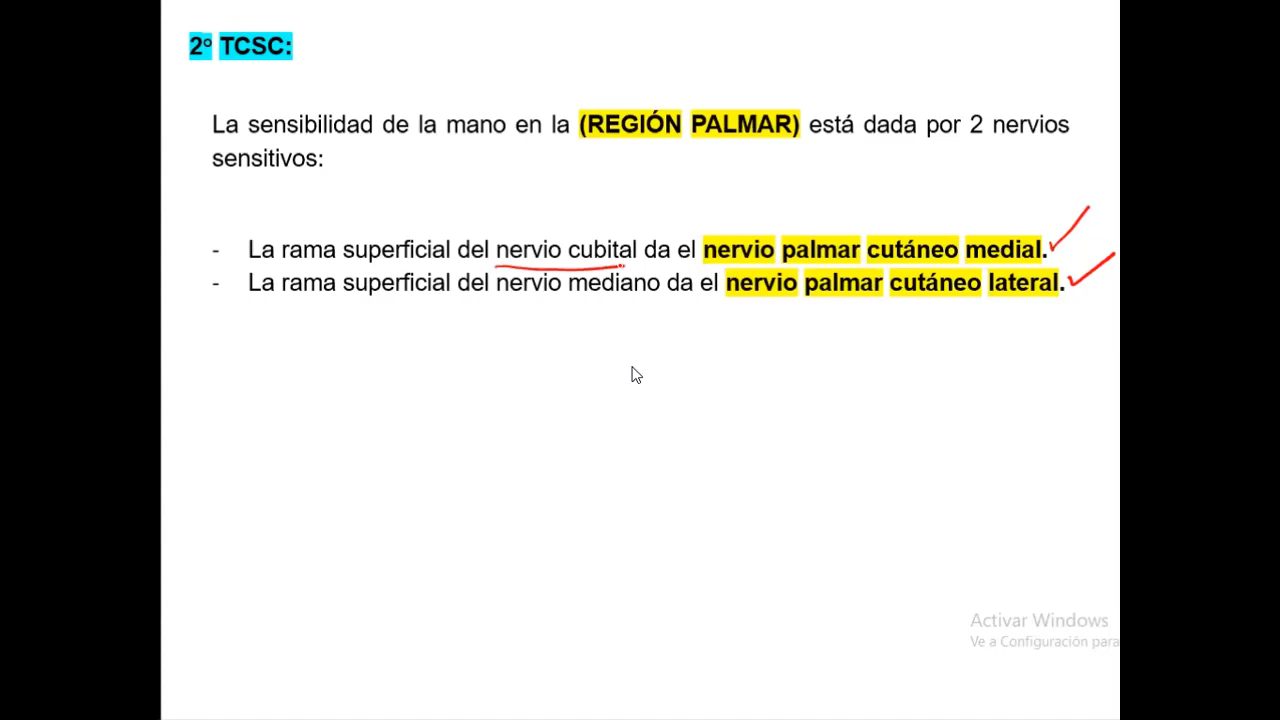 2º TCSC:
La sensibilidad de la mano en la (REGIÓN PALMAR) está dada por 2 nervios
sensitivos:
- La rama superficial del nervio cubital da el nervio palmar cutáneo medial.
- La rama superficial del nervio mediano da el nervio palmar cutáneo lateral.
Activar Windows
Ve a Configuración para